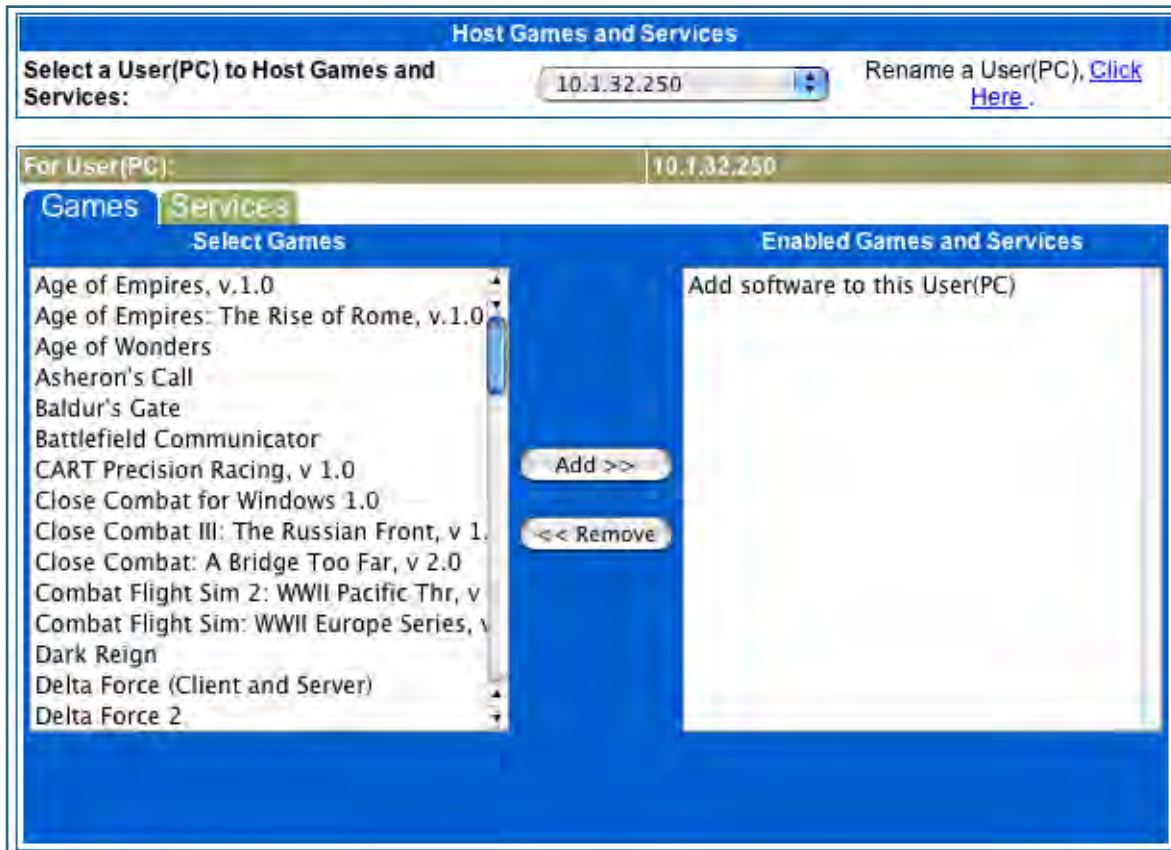 Host Games and Services
Select a User(PC) to Host Games and
Services:
10.1.32.250
Rename a User(PC), Click
Here .
For User(PC):
10.1.32.250
Games
Services
Select Games
Enabled Games and Services
Age of Empires, v.1.0
Age of Empires: The Rise of Rome, v.1.0
Age of Wonders
Asheron's Call
Baldur's Gate
Battlefield Communicator
CART Precision Racing, v 1.0
Close Combat for Windows 1.0
Close Combat III: The Russian Front, v 1.
Close Combat: A Bridge Too Far, v 2.0
Combat Flight Sim 2: WWII Pacific Thr, v
Combat Flight Sim: WWII Europe Series, v
Dark Reign
Delta Force (Client and Server)
Delta Force 2
Add >>
<< Remove
Add software to this User(PC)